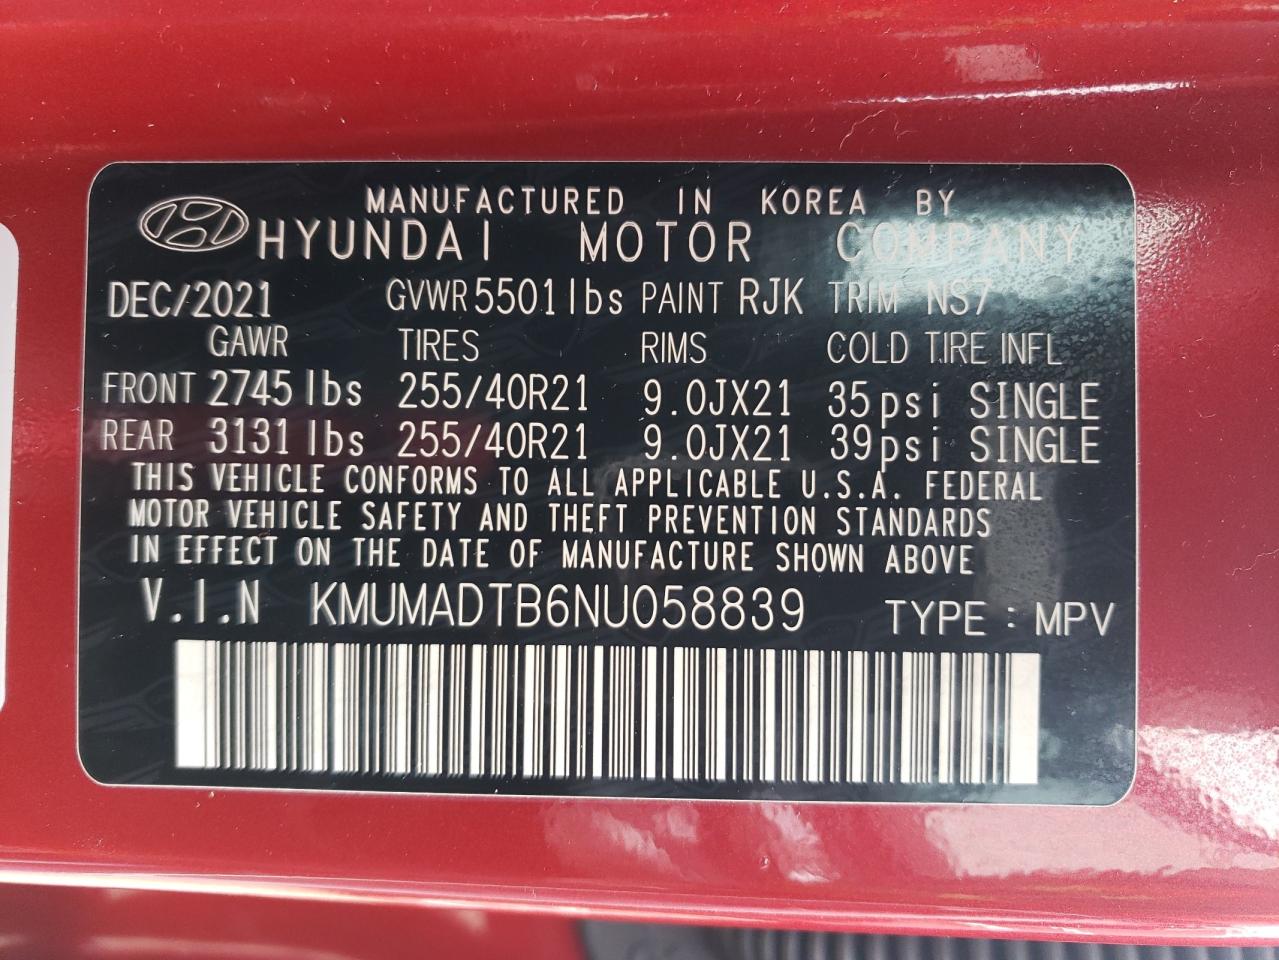 MANUFACTURED IN KOREA BY
HYUNDAI MOTOR COMPANY
DEC/2021 GVWR 5501lbs PAINT RJK TRIM NS7
GAWR TIRES RIMS COLD TIRE INFL
FRONT 2745 lbs 255/40R21 9.0JX21 35psi SINGLE
REAR 3131 lbs 255/40R21 9.0JX21 39psi SINGLE
THIS VEHICLE CONFORMS TO ALL APPLICABLE U.S.A. FEDERAL
MOTOR VEHICLE SAFETY AND THEFT PREVENTION STANDARDS
IN EFFECT ON THE DATE OF MANUFACTURE SHOWN ABOVE
V.I.N KMUMADTB6NU058839 TYPE : MPV